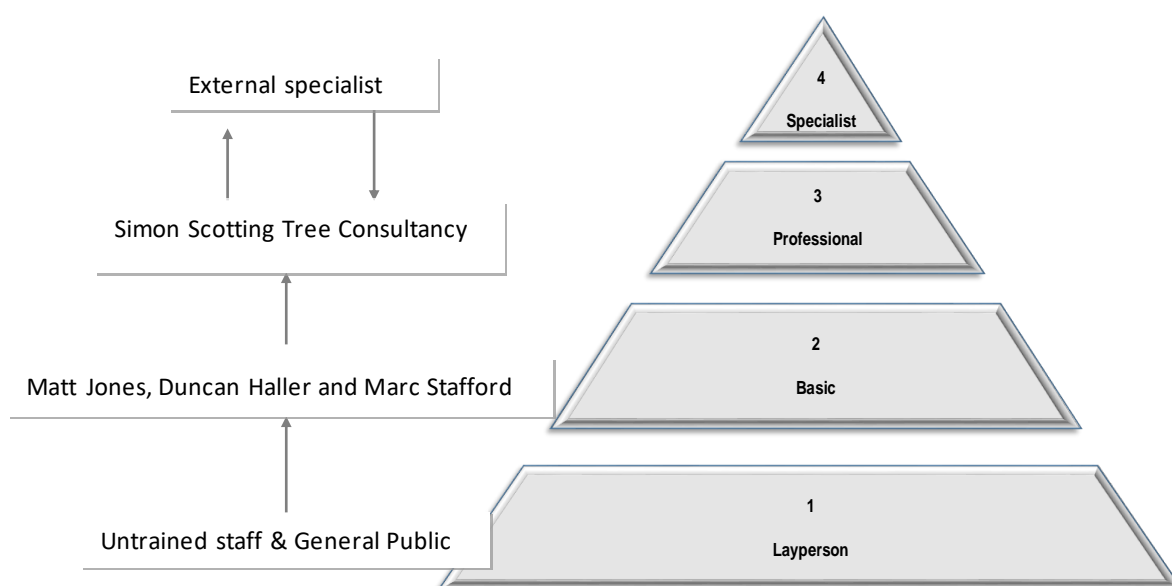 External specialist
4
Specialist
Simon Scotting Tree Consultancy
3
Professional
Matt Jones, Duncan Haller and Marc Stafford
2
Basic
Untrained staff & General Public
1
Layperson